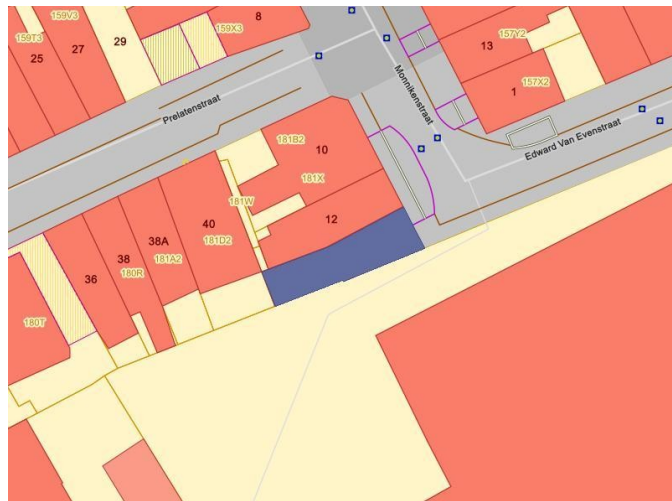 159T3
159V3
25
27
29
159X3
8
Prelatenstraat
Monnikenstraat
13
157Y2
157X2
1
Edward Van Evenstraat
181B2
10
181X
181W
12
40
181D2
38A
181A2
38
180R
36
180T